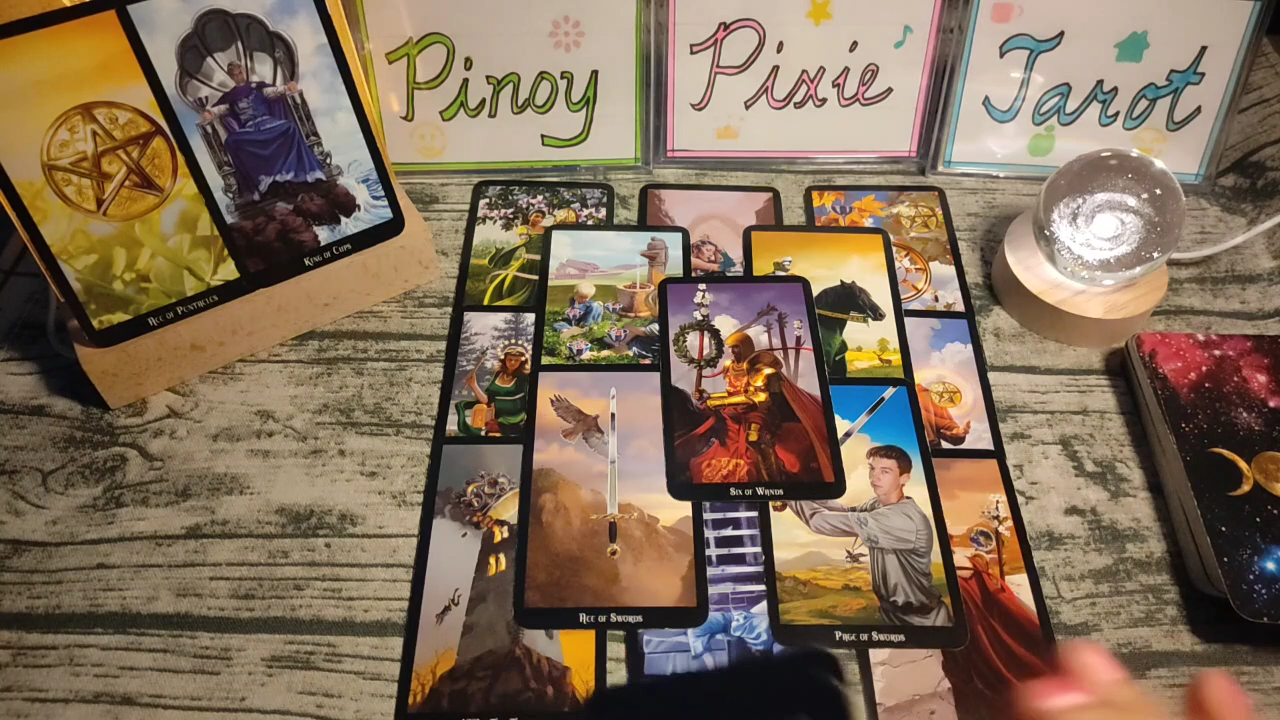 Pinoy Pixie Tarot
Ace of Pentacles
King of Cups
Six of Wands
Ace of Swords
Page of Swords